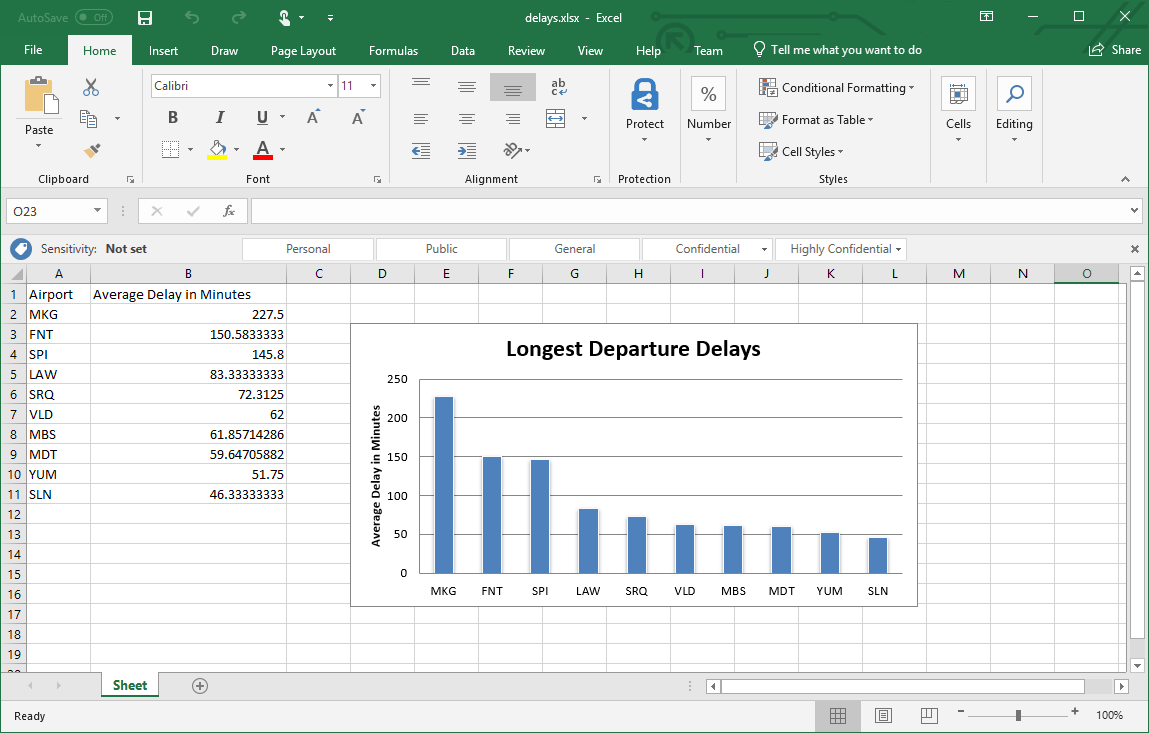 AutoSave Off delays.xlsx - Excel
File Home Insert Draw Page Layout Formulas Data Review View Help Team Tell me what you want to do Share
Calibri 11
ab
c
B I U A A
A
Paste
Protect
%
Number
Conditional Formatting
Format as Table
Cell Styles
Cells
Editing
Clipboard Font Alignment Protection Styles
O23 fx
Sensitivity: Not set Personal Public General Confidential Highly Confidential
A B C D E F G H I J K L M N O
1 Airport Average Delay in Minutes
2 MKG 227.5
3 FNT 150.5833333
4 SPI 145.8
5 LAW 83.33333333
6 SRQ 72.3125
7 VLD 62
8 MBS 61.85714286
9 MDT 59.64705882
10 YUM 51.75
11 SLN 46.33333333
12
13
14
15
16
17
18
19
Longest Departure Delays
Average Delay in Minutes
250
200
150
100
50
0
MKG FNT SPI LAW SRQ VLD MBS MDT YUM SLN
Sheet
Ready 100%